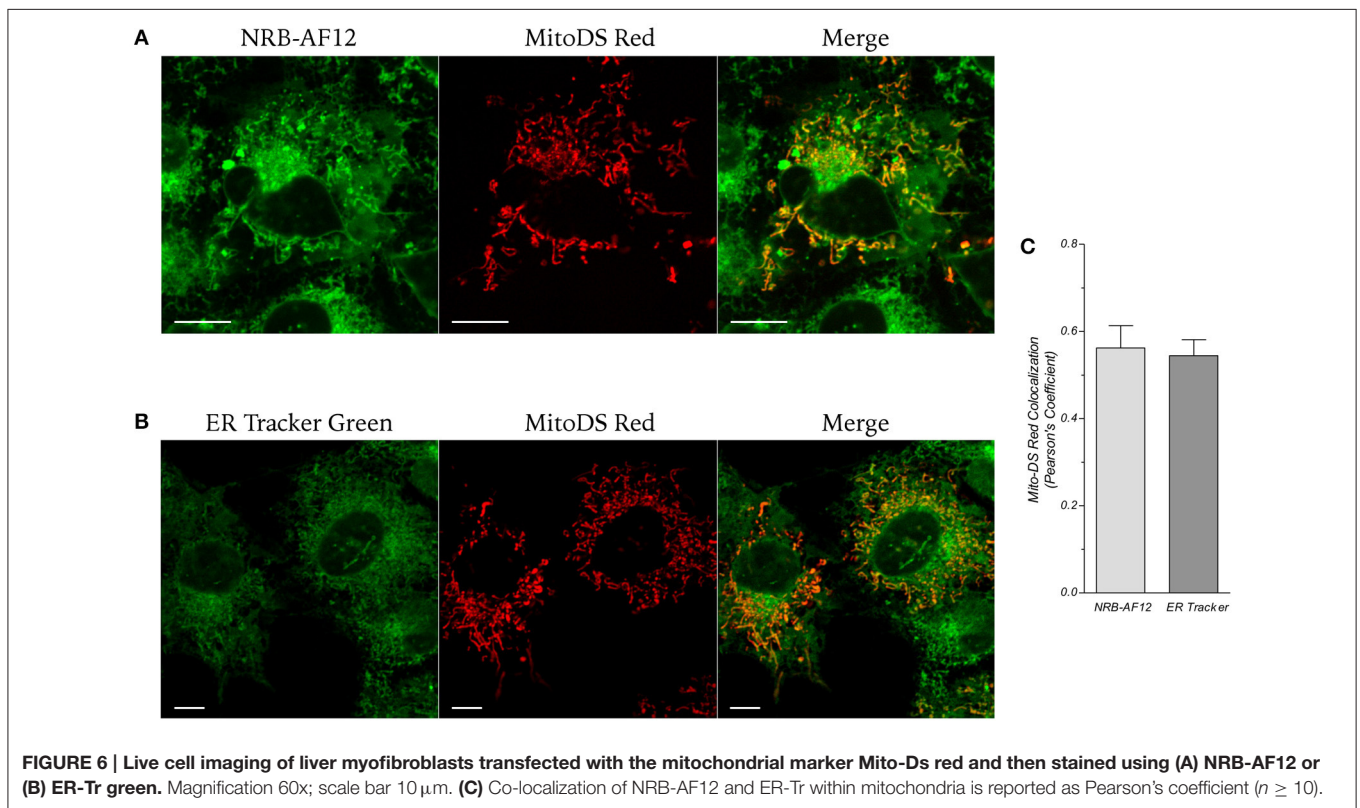 A
NRB-AF12 MitoDS Red Merge
B
ER Tracker Green MitoDS Red Merge
C
Mito-DS Red Colocalization
(Pearson's Coefficient)
0.8
0.6
0.4
0.2
0.0
NRB-AF12 ER Tracker
FIGURE 6 | Live cell imaging of liver myofibroblasts transfected with the mitochondrial marker Mito-Ds red and then stained using (A) NRB-AF12 or
(B) ER-Tr green. Magnification 60x; scale bar 10 μm. (C) Co-localization of NRB-AF12 and ER-Tr within mitochondria is reported as Pearson's coefficient (n ≥ 10).